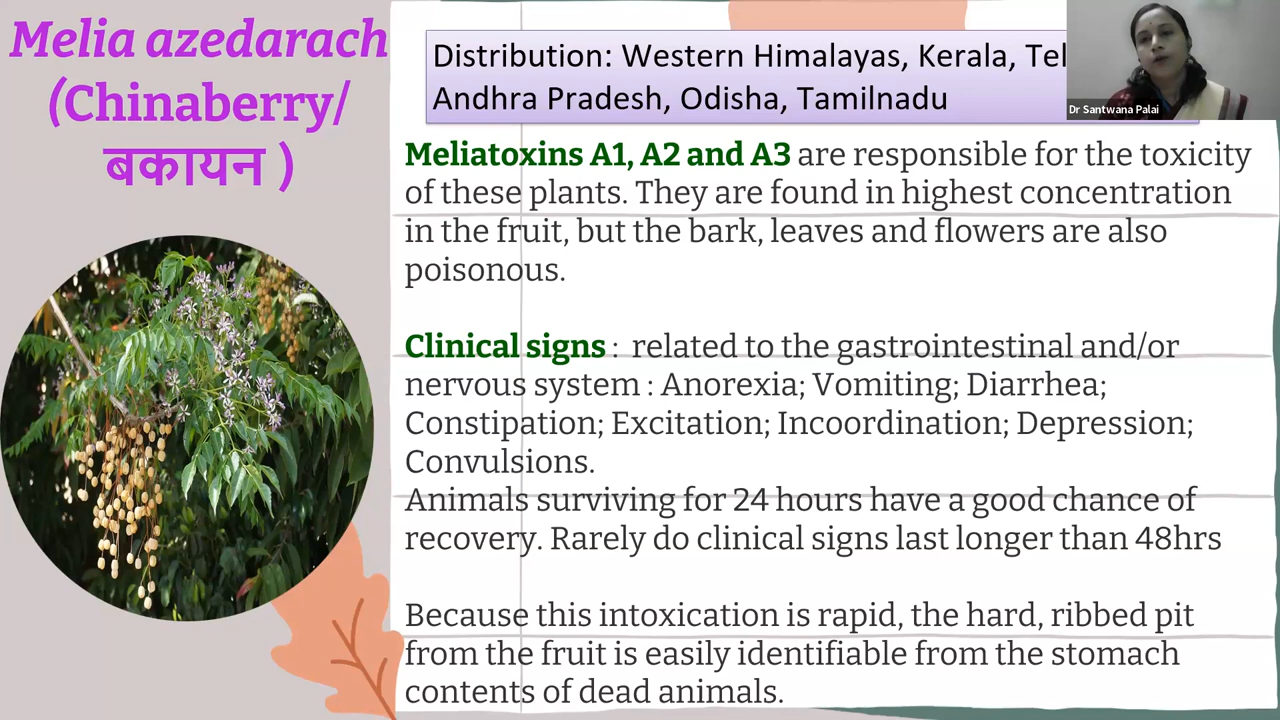 Melia azedarach
(Chinaberry/
बकायन )
Distribution: Western Himalayas, Kerala,
Andhra Pradesh, Odisha, Tamilnadu
Dr Santwana Palai
Meliatoxins A1, A2 and A3 are responsible for the toxicity
of these plants. They are found in highest concentration
in the fruit, but the bark, leaves and flowers are also
poisonous.
Clinical signs : related to the gastrointestinal and/or
nervous system : Anorexia; Vomiting; Diarrhea;
Constipation; Excitation; Incoordination; Depression;
Convulsions.
Animals surviving for 24 hours have a good chance of
recovery. Rarely do clinical signs last longer than 48hrs
Because this intoxication is rapid, the hard, ribbed pit
from the fruit is easily identifiable from the stomach
contents of dead animals.